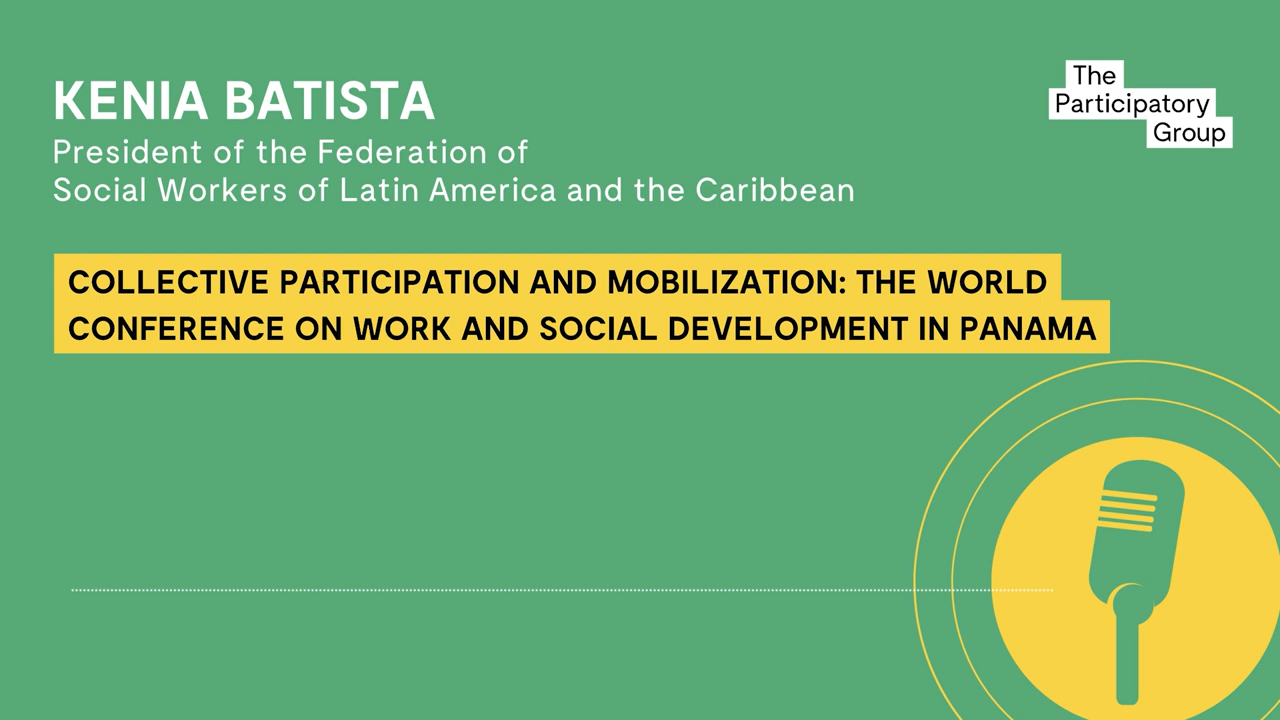 KENIA BATISTA
President of the Federation of
Social Workers of Latin America and the Caribbean
The
Participatory
Group
COLLECTIVE PARTICIPATION AND MOBILIZATION: THE WORLD
CONFERENCE ON WORK AND SOCIAL DEVELOPMENT IN PANAMA